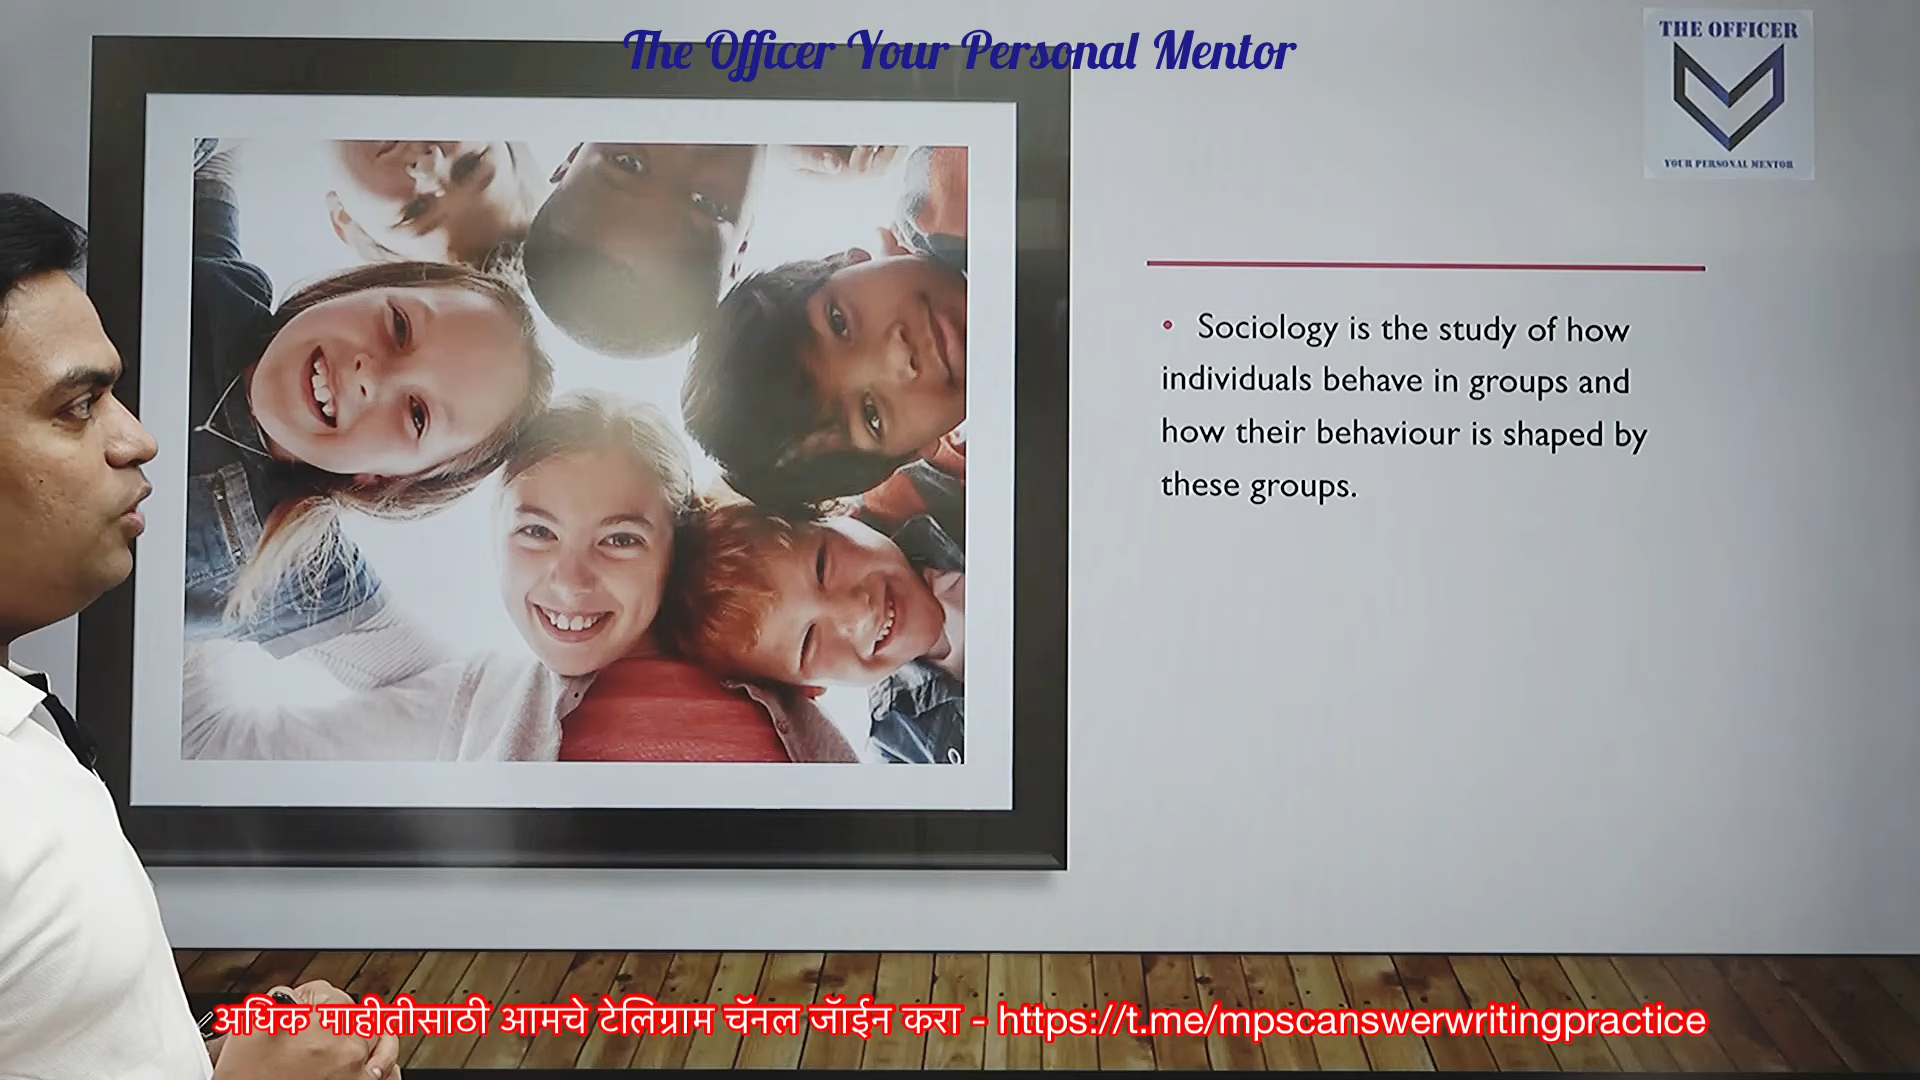 The Officer Your Personal Mentor
THE OFFICER
YOUR PERSONAL MENTOR
• Sociology is the study of how
individuals behave in groups and
how their behaviour is shaped by
these groups.
अधिक माहीतीसाठी आमचे टेलिग्राम चॅनल जॉईन करा - https://t.me/mpscanswerwritingpractice